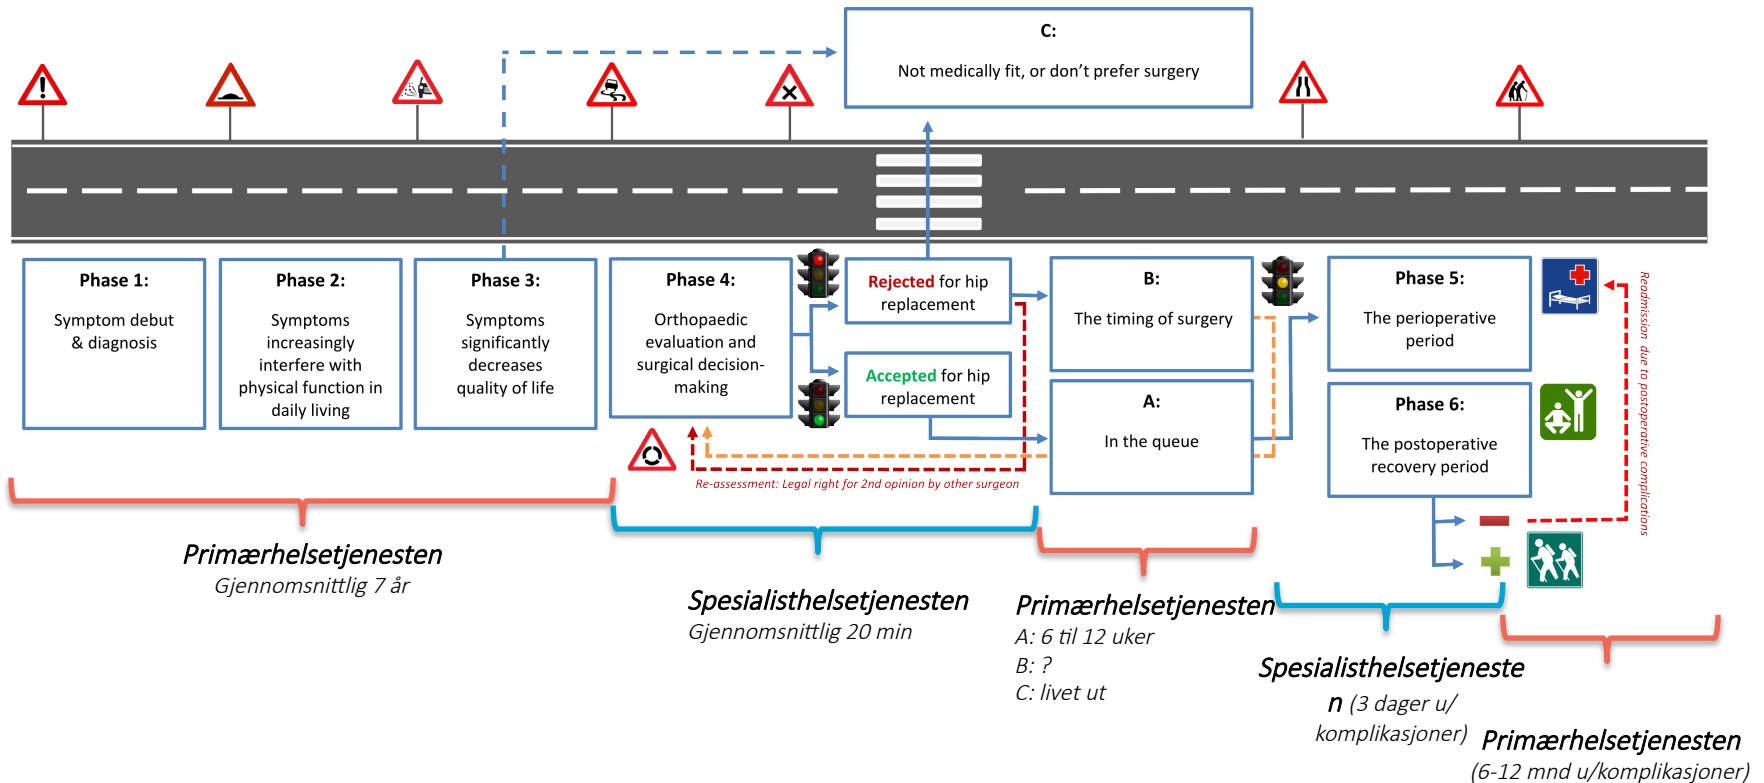 C:
Not medically fit, or don’t prefer surgery
Phase 1:
Symptom debut
& diagnosis
Phase 2:
Symptoms
increasingly
interfere with
physical function in
daily living
Phase 3:
Symptoms
significantly
decreases
quality of life
Phase 4:
Orthopaedic
evaluation and
surgical decision-
making
Rejected for hip
replacement
Accepted for hip
replacement
B:
The timing of surgery
A:
In the queue
Phase 5:
The perioperative
period
Phase 6:
The postoperative
recovery period
Readmission due to postoperative complications
Re-assessment: Legal right for 2nd opinion by other surgeon
Primærhelsetjenesten
Gjennomsnittlig 7 år
Spesialisthelsetjenesten
Gjennomsnittlig 20 min
Primærhelsetjenesten
A: 6 til 12 uker
B: ?
C: livet ut
Spesialisthelsetjeneste
n (3 dager u/
komplikasjoner)
Primærhelsetjenesten
(6-12 mnd u/komplikasjoner)